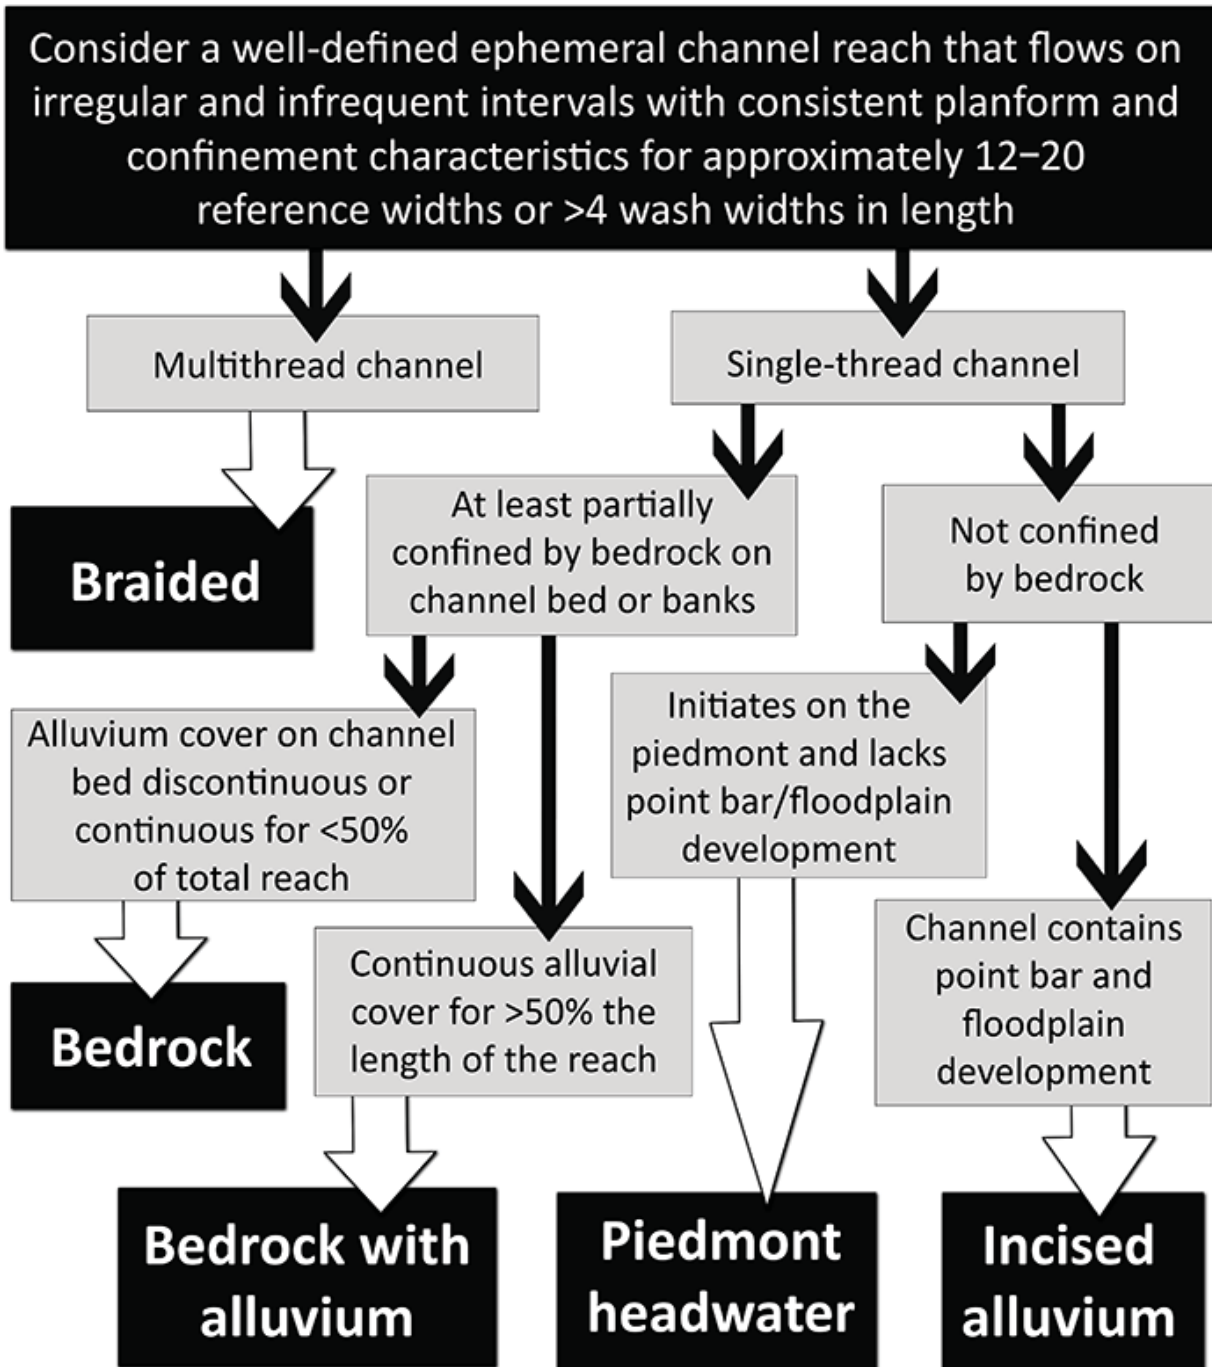 Consider a well-defined ephemeral channel reach that flows on
irregular and infrequent intervals with consistent planform and
confinement characteristics for approximately 12–20
reference widths or >4 wash widths in length
Multithread channel
Single-thread channel
Braided
At least partially
confined by bedrock on
channel bed or banks
Not confined
by bedrock
Alluvium cover on channel
bed discontinuous or
continuous for <50%
of total reach
Initiates on the
piedmont and lacks
point bar/floodplain
development
Bedrock
Continuous alluvial
cover for >50% the
length of the reach
Channel contains
point bar and
floodplain
development
Bedrock with
alluvium
Piedmont
headwater
Incised
alluvium